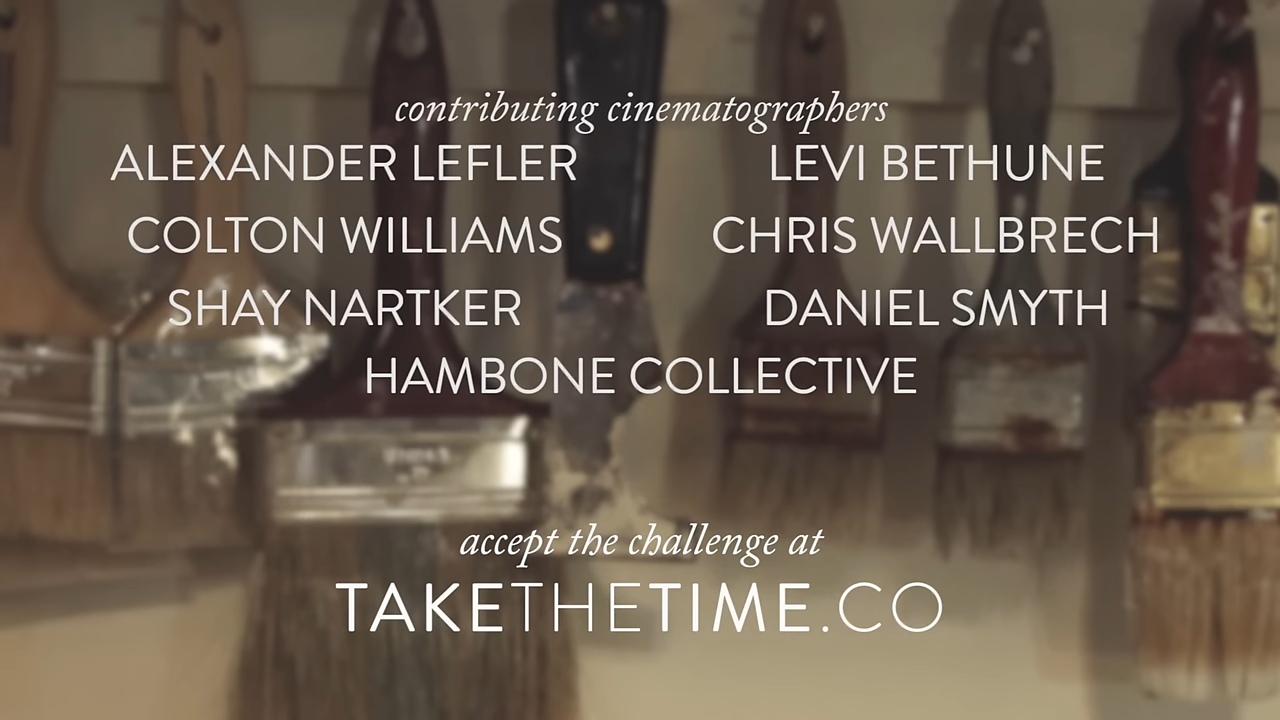 contributing cinematographers
ALEXANDER LEFLER LEVI BETHUNE
COLTON WILLIAMS CHRIS WALLBRECH
SHAY NARTKER DANIEL SMYTH
HAMBONE COLLECTIVE
accept the challenge at
TAKETHETIME.CO